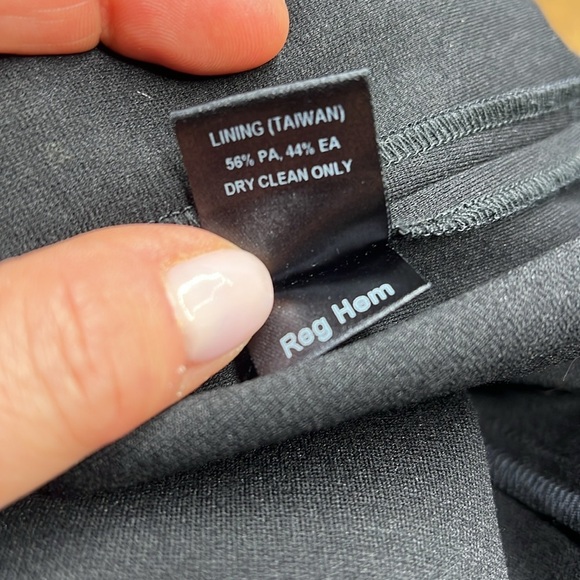 LINING (TAIWAN)
56% PA, 44% EA
DRY CLEAN ONLY
Reg Hem